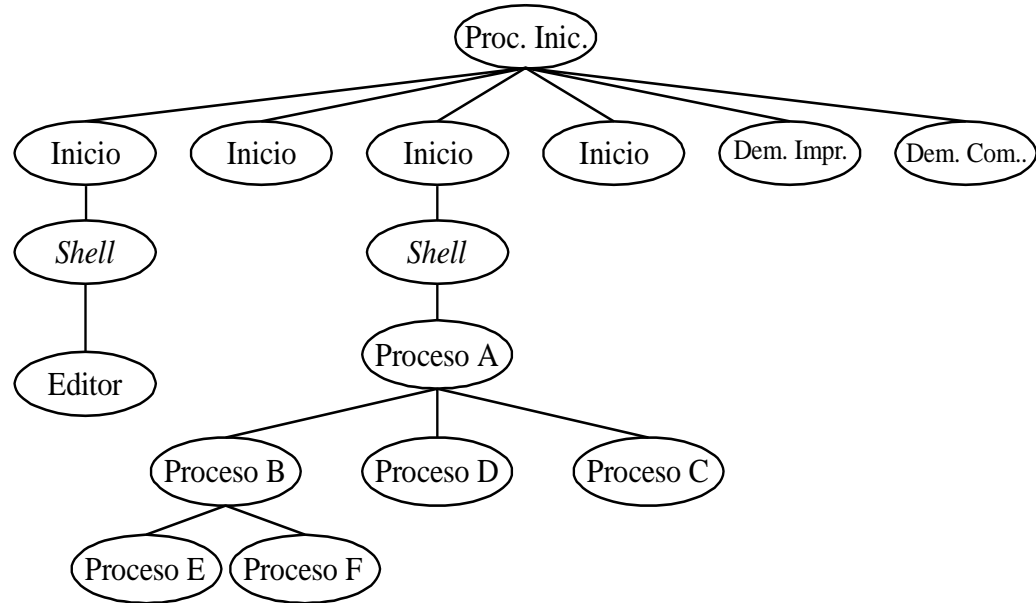 Proc. Inic.
Inicio
Inicio
Inicio
Inicio
Dem. Impr.
Dem. Com..
Shell
Shell
Proceso A
Editor
Proceso B
Proceso D
Proceso C
Proceso E
Proceso F